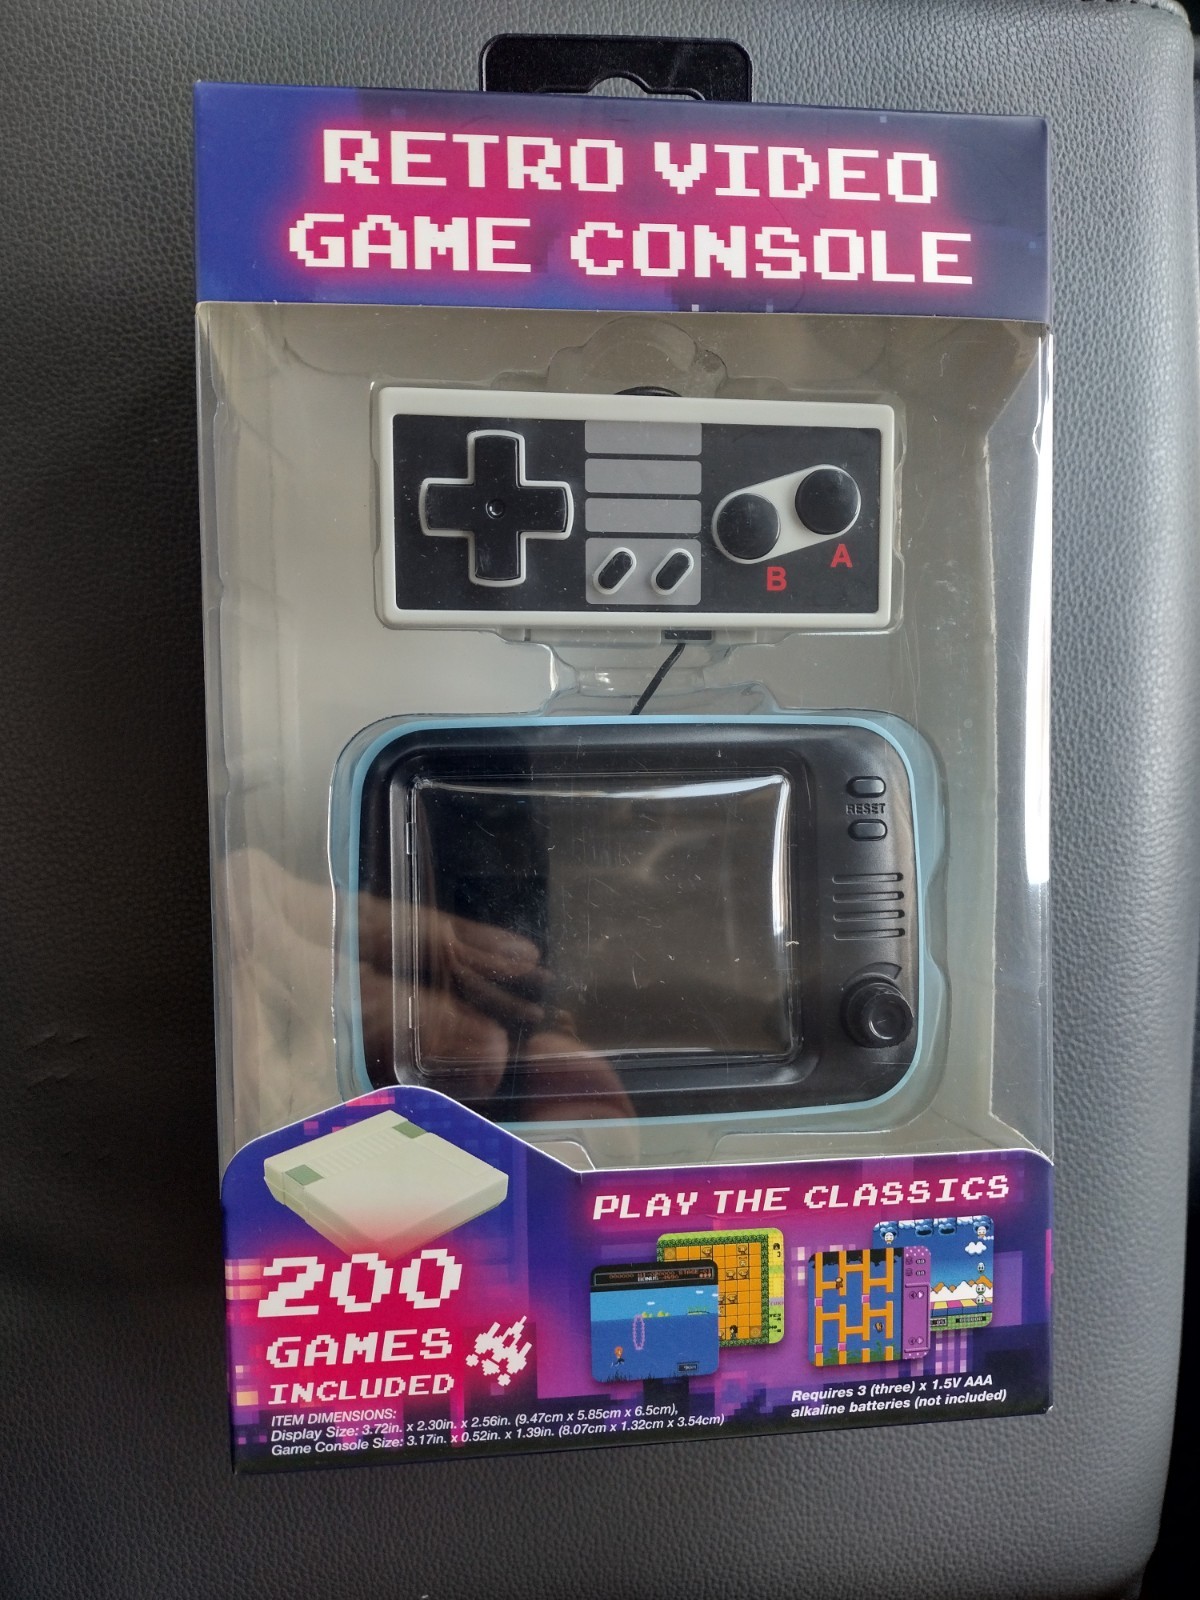 RETRO VIDEO
GAME CONSOLE
A
B
RESET
PLAY THE CLASSICS
200
GAMES
INCLUDED
Requires 3 (three) x 1.5V AAA
alkaline batteries (not included)
ITEM DIMENSIONS:
Display Size: 3.72in. x 2.30in. x 2.56in. (9.47cm x 5.85cm x 6.5cm),
Game Console Size: 3.17in. x 0.52in. x 1.39in. (8.07cm x 1.32cm x 3.54cm)